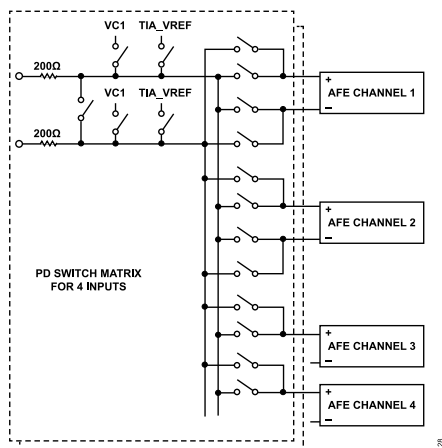 VC1 TIA_VREF
200Ω
+
AFE CHANNEL 1
–
VC1 TIA_VREF
200Ω
+
AFE CHANNEL 2
–
PD SWITCH MATRIX
FOR 4 INPUTS
+
AFE CHANNEL 3
–
+
AFE CHANNEL 4
–
28